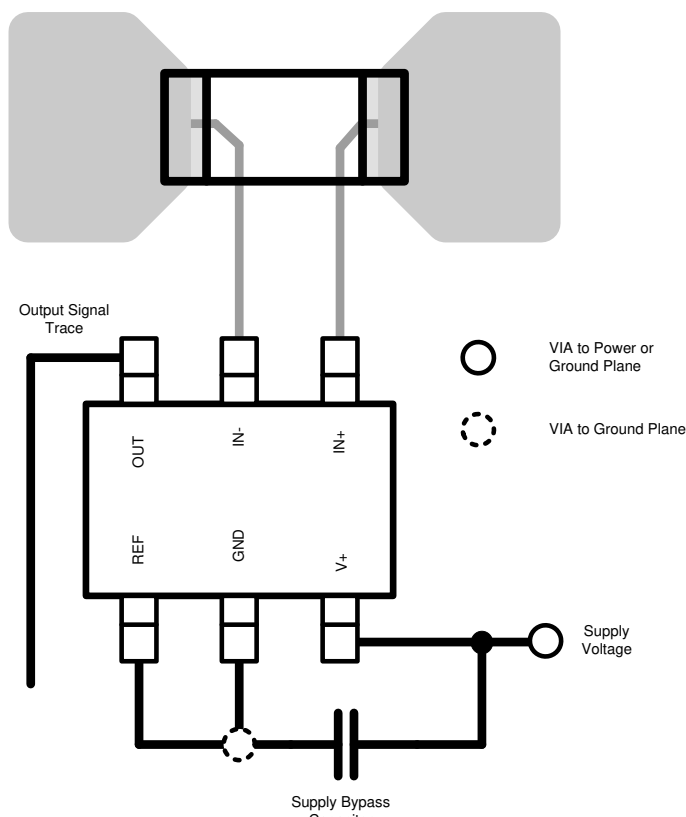 Output Signal
Trace
VIA to Power or
Ground Plane
VIA to Ground Plane
OUT
IN-
IN+
REF
GND
V+
Supply
Voltage
Supply Bypass